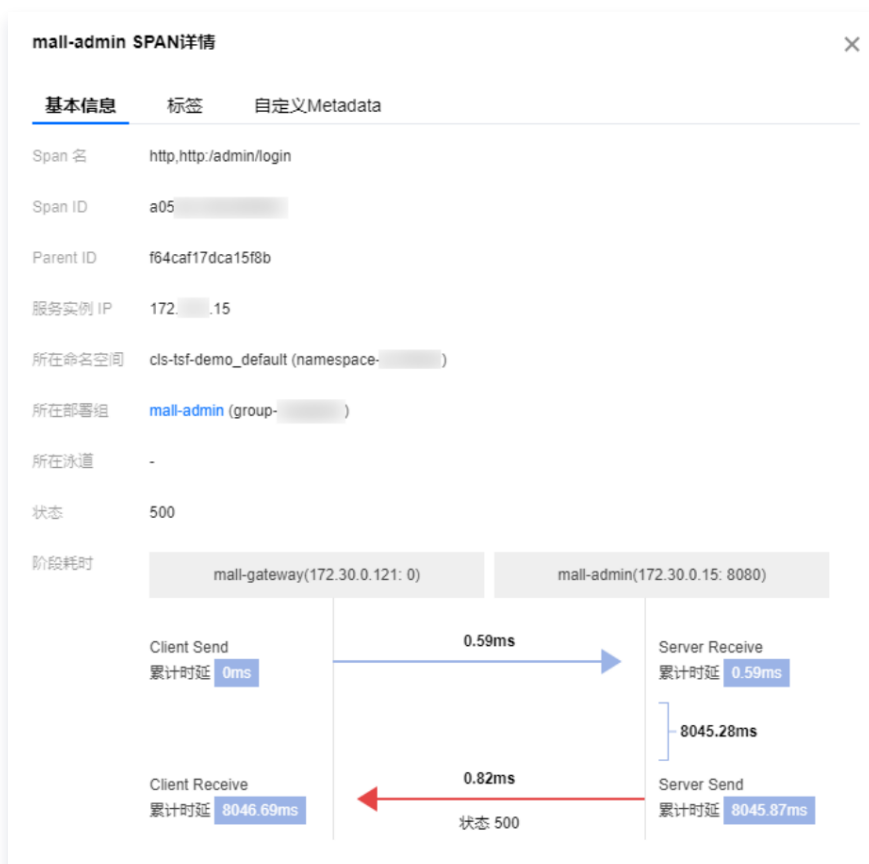 mall-admin SPAN详情
基本信息 标签 自定义Metadata
Span 名 http,http:/admin/login
Span ID a05
Parent ID f64caf17dca15f8b
服务实例 IP 172. .15
所在命名空间 cls-tsf-demo_default (namespace- )
所在部署组 mall-admin (group- )
所在泳道 -
状态 500
阶段耗时
mall-gateway(172.30.0.121: 0) mall-admin(172.30.0.15: 8080)
0.59ms
Client Send Server Receive
累计时延 0ms 累计时延 0.59ms
8045.28ms
0.82ms
Client Receive Server Send
累计时延 8046.69ms 累计时延 8045.87ms
状态 500